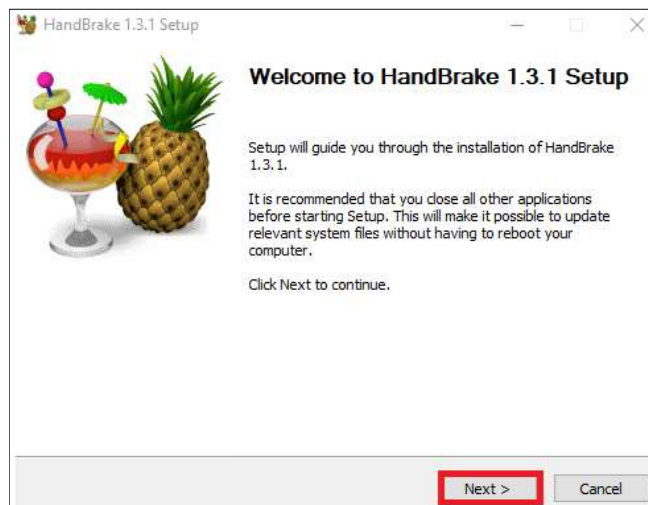 HandBrake 1.3.1 Setup
Welcome to HandBrake 1.3.1 Setup
Setup will guide you through the installation of HandBrake
1.3.1.
It is recommended that you close all other applications
before starting Setup. This will make it possible to update
relevant system files without having to reboot your
computer.
Click Next to continue.
Next >
Cancel